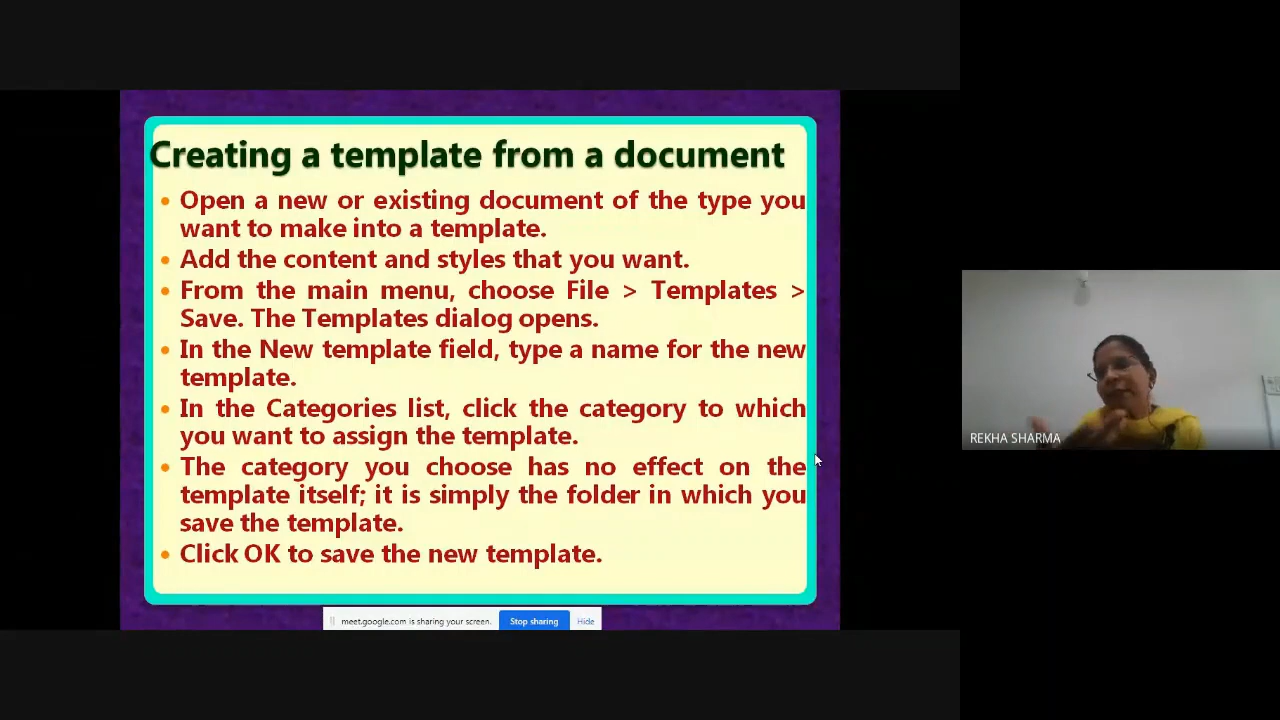 Creating a template from a document
• Open a new or existing document of the type you
want to make into a template.
• Add the content and styles that you want.
• From the main menu, choose File > Templates >
Save. The Templates dialog opens.
• In the New template field, type a name for the new
template.
• In the Categories list, click the category to which
you want to assign the template.
• The category you choose has no effect on the
template itself; it is simply the folder in which you
save the template.
• Click OK to save the new template.
meet.google.com is sharing your screen. Stop sharing Hide
REKHA SHARMA